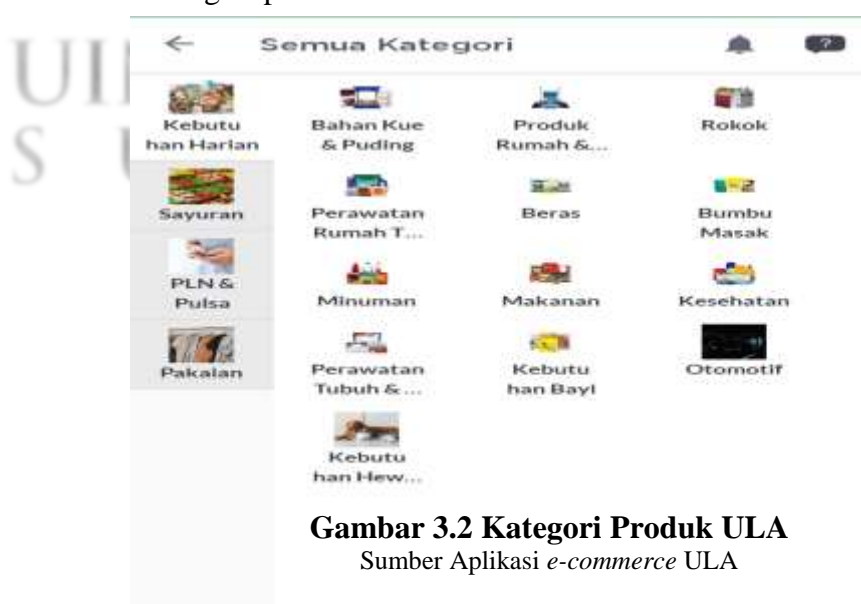 Semua Kategori
?
Kebutu
han Harian
Bahan Kue
& Puding
Produk
Rumah &...
Rokok
Sayuran
Perawatan
Rumah T...
Beras
Bumbu
Masak
PLN &
Pulsa
Minuman
Makanan
Kesehatan
Pakaian
Perawatan
Tubuh & ...
Kebutu
han Bayi
Otomotif
Kebutu
han Hew...
Gambar 3.2 Kategori Produk ULA
Sumber Aplikasi e-commerce ULA